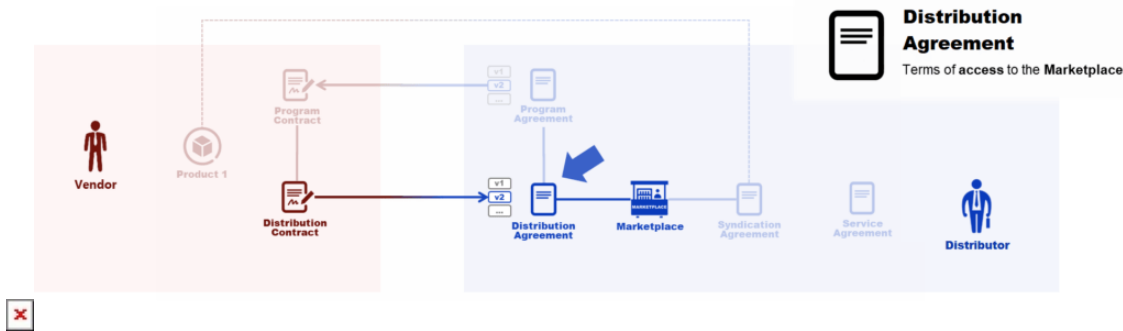 Distribution
Agreement
Terms of access to the Marketplace
v1
v2
...
Program
Contract
Program
Agreement
Product 1
Vendor
v1
v2
...
MARKETPLACE
Distribution
Contract
Distribution
Agreement
Marketplace
Syndication
Agreement
Service
Agreement
Distributor